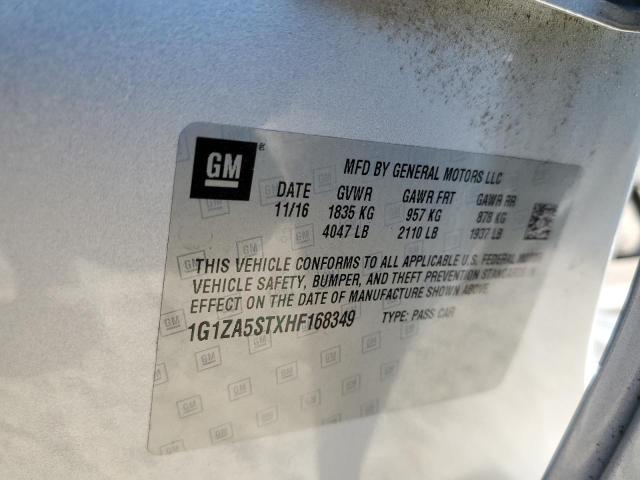 GM
MFD BY GENERAL MOTORS LLC
DATE GVWR GAWR FRT GAWR RR
11/16 1835 KG 957 KG 878 KG
4047 LB 2110 LB 1937 LB
THIS VEHICLE CONFORMS TO ALL APPLICABLE U.S. FEDERAL MOTOR
VEHICLE SAFETY, BUMPER, AND THEFT PREVENTION STANDARDS IN
EFFECT ON THE DATE OF MANUFACTURE SHOWN ABOVE.
1G1ZA5STXHF168349 TYPE: PASS CAR